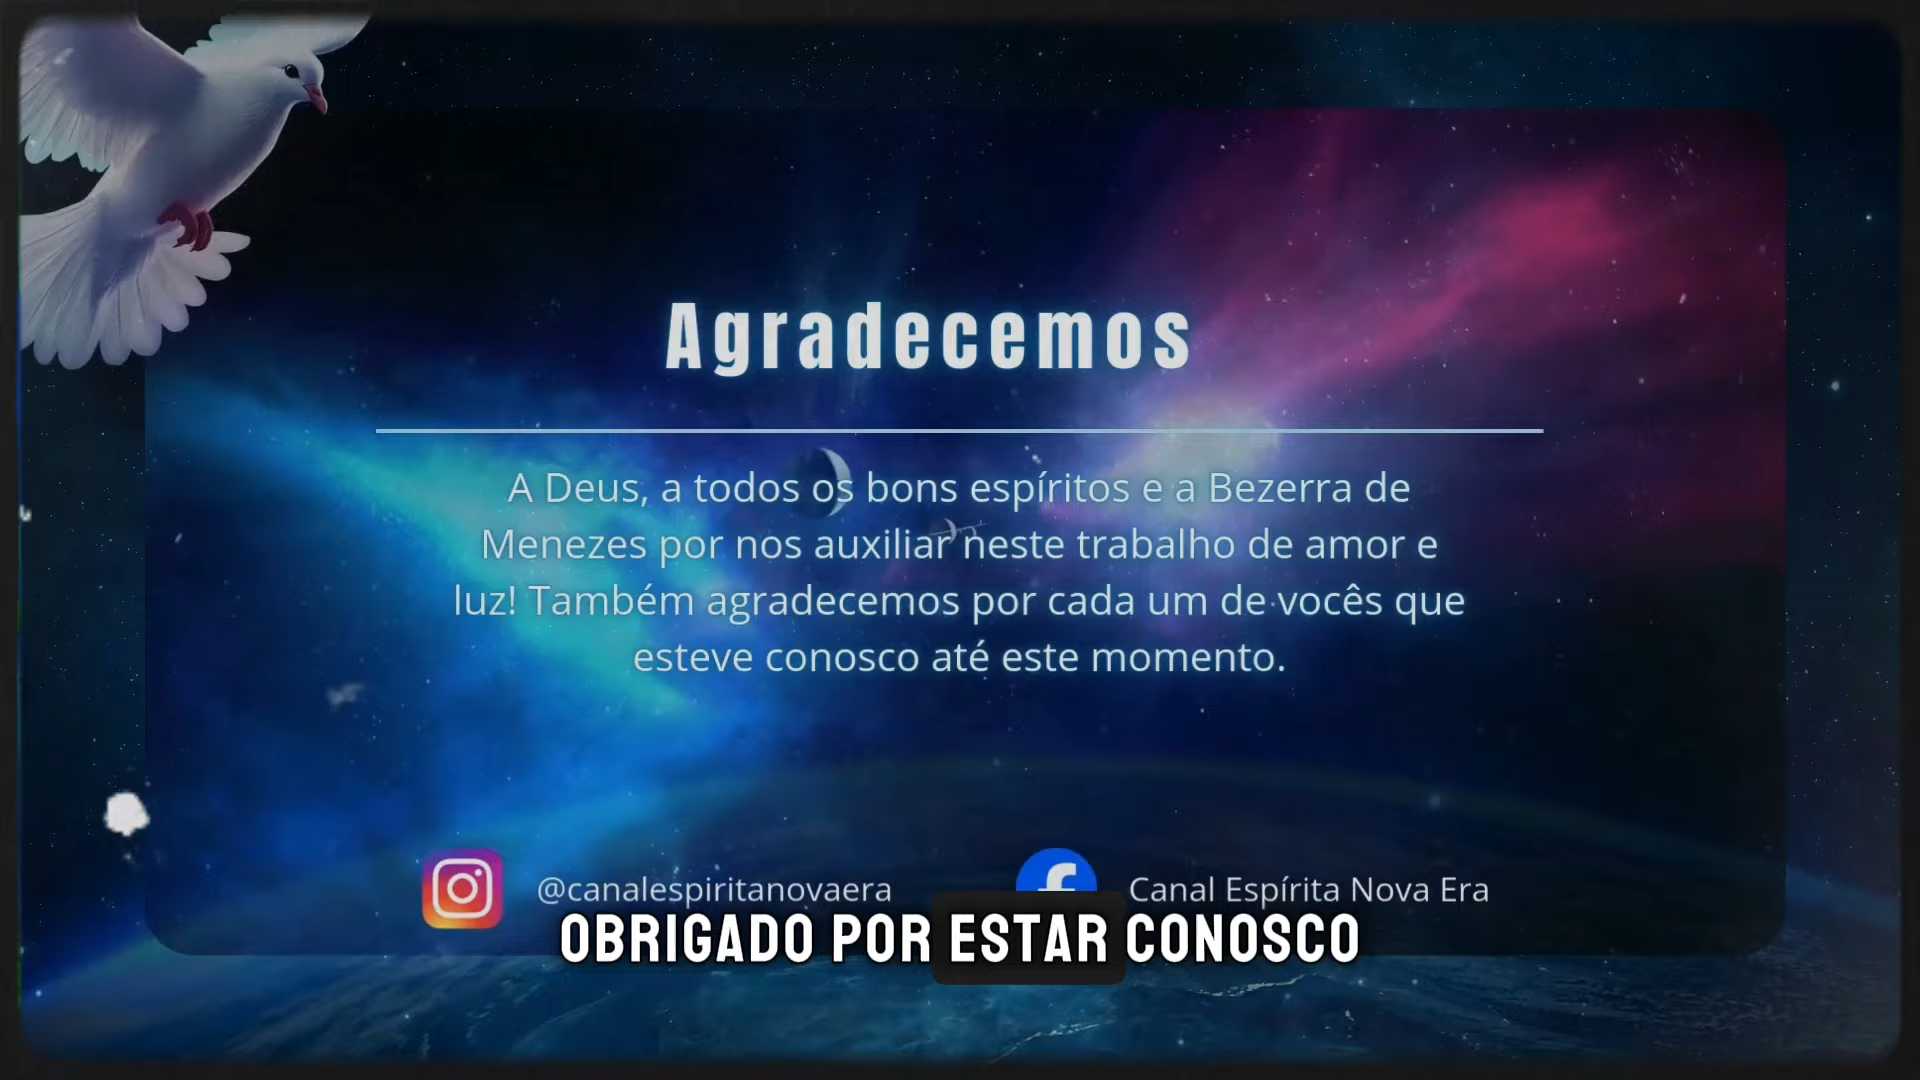 Agradecemos
A Deus, a todos os bons espíritos e a Bezerra de
Menezes por nos auxiliar neste trabalho de amor e
luz! Também agradecemos por cada um de vocês que
esteve conosco até este momento.
@canalespiritanovaera
Canal Espírita Nova Era
OBRIGADO POR ESTAR CONOSCO